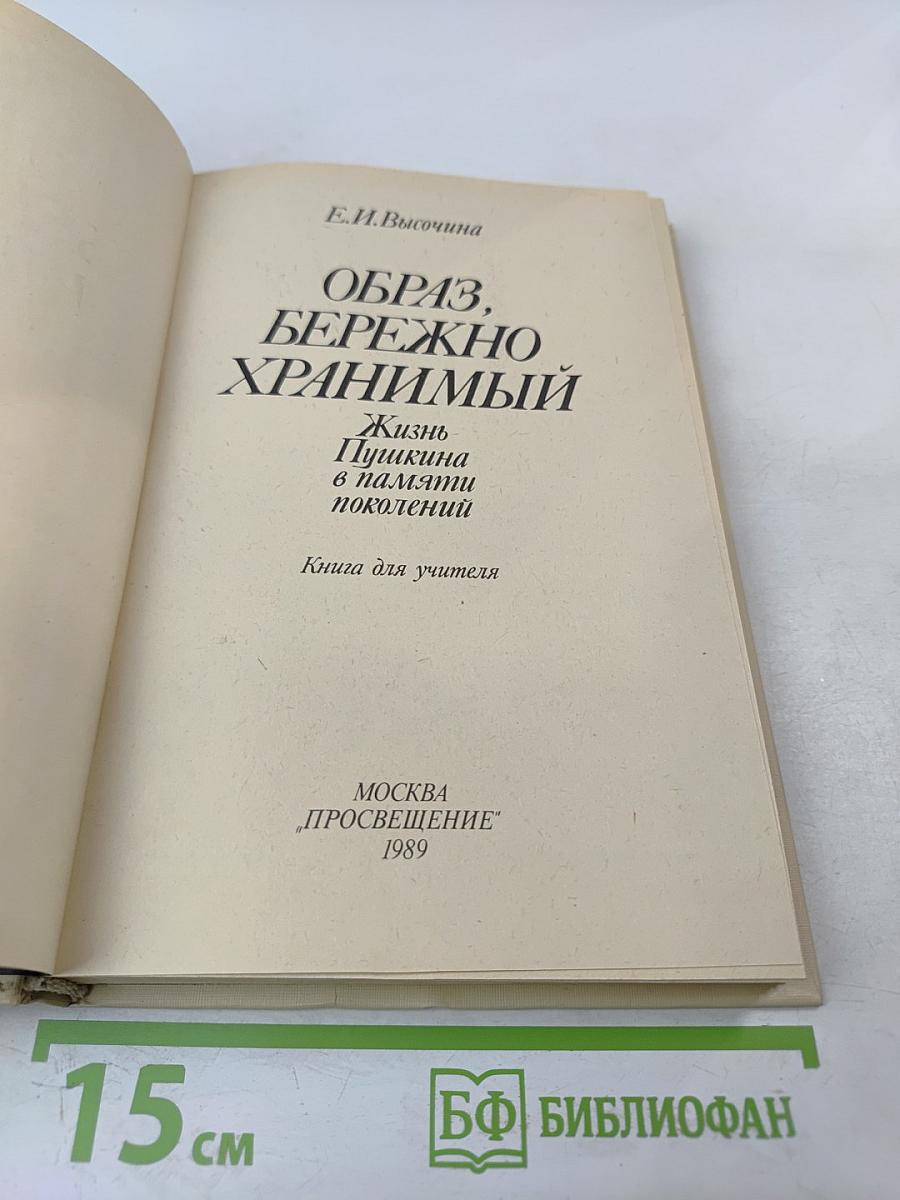 Е.И.Высочина
ОБРАЗ,
БЕРЕЖНО
ХРАНИМЫЙ
Жизнь
Пушкина
в памяти
поколений
Книга для учителя
МОСКВА
„ПРОСВЕЩЕНИЕ"
1989
15 см
БФ БИБЛИОФАН